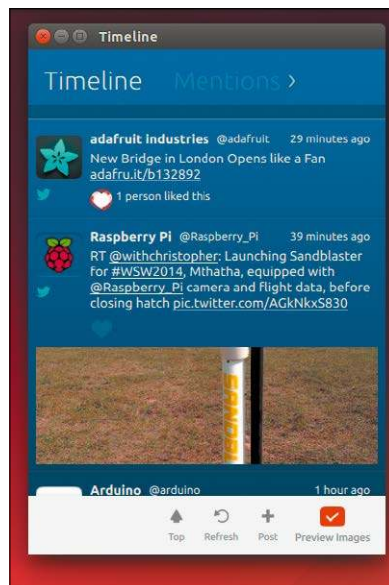 Timeline
Timeline Mentions >
adafruit industries @adafruit 29 minutes ago
New Bridge in London Opens like a Fan
adafru.it/b132892
1 person liked this
Raspberry Pi @Raspberry_Pi 39 minutes ago
RT @withchristopher: Launching Sandblaster
for #WSW2014, Mthatha, equipped with
@Raspberry_Pi camera and flight data, before
closing hatch pic.twitter.com/AGkNkxS830
SANDBL
Arduino @arduino 1 hour ago
Top Refresh Post Preview Images